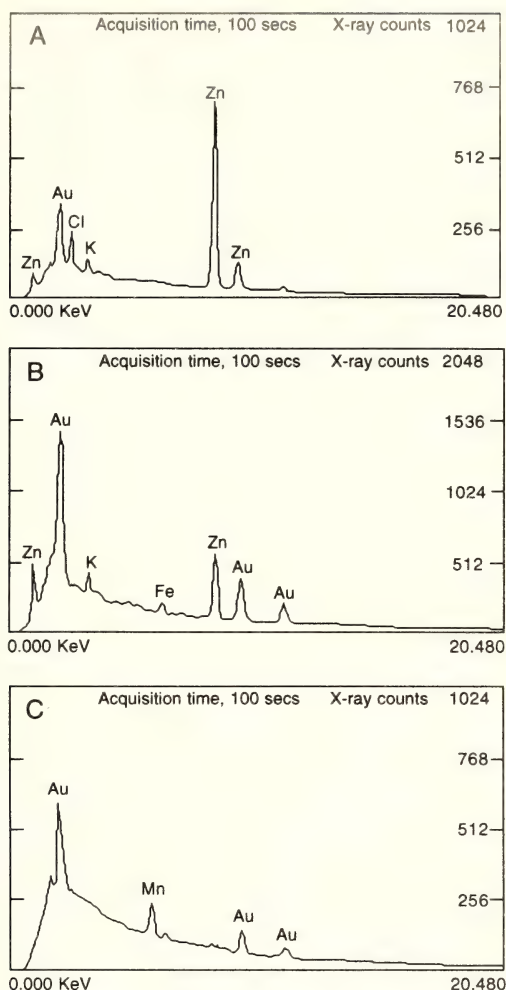 A Acquisition time, 100 secs X-ray counts 1024
768
Zn
512
Au
Cl
256
Zn K Zn
0.000 KeV 20.480
B Acquisition time, 100 secs X-ray counts 2048
Au
1536
1024
Zn K Fe Zn Au Au
512
0.000 KeV 20.480
C Acquisition time, 100 secs X-ray counts 1024
768
Au
512
Mn
256
Au Au
0.000 KeV 20.480